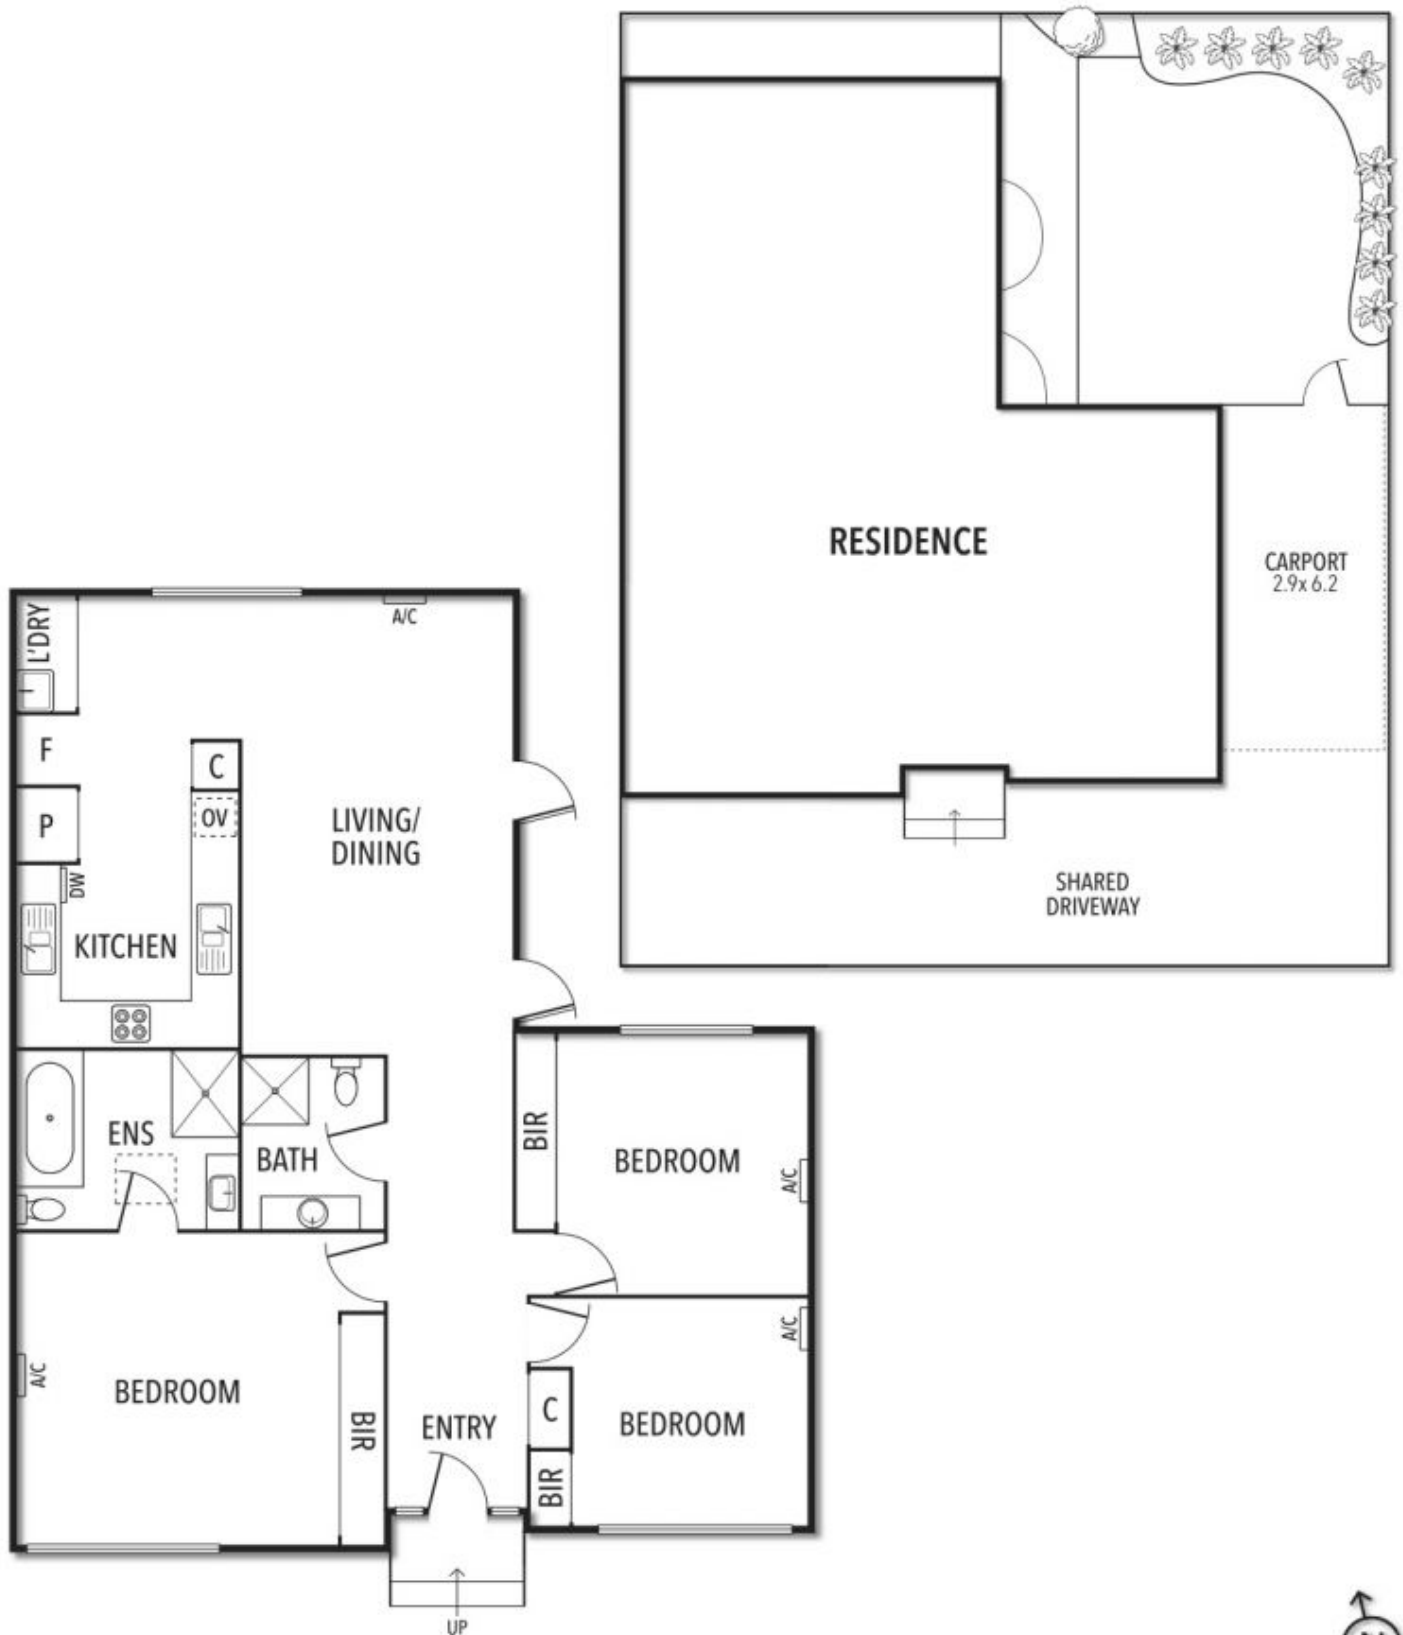 RESIDENCE
CARPORT
2.9x 6.2
SHARED
DRIVEWAY
L'DRY
A/C
F
C
P
OV
LIVING/
DINING
DW
KITCHEN
ENS
BATH
BIR
BEDROOM
A/C
A/C
A/C
BEDROOM
BIR
ENTRY
C
BEDROOM
BIR
UP